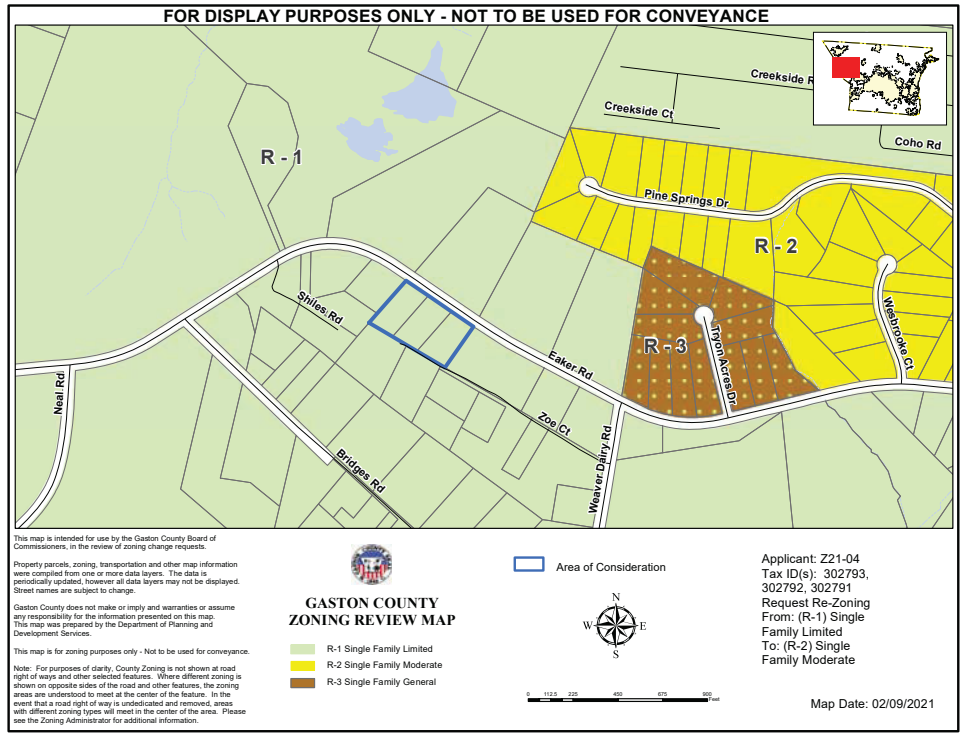 FOR DISPLAY PURPOSES ONLY - NOT TO BE USED FOR CONVEYANCE
Creekside R
Creekside Ct
Coho Rd
R - 1
Pine Springs Dr
R - 2
Shiles Rd
Wesbrooke Ct
Tryon Acres Dr
R - 3
Eaker Rd
Neal Rd
Zoe Ct
Weaver Dairy Rd
Bridges Rd
This map is intended for use by the Gaston County Board of
Commissioners, in the review of zoning change requests.
Property parcels, zoning, transportation and other map information
were compiled from one or more data layers. The data is
periodically updated, however all data layers may not be displayed.
Street names are subject to change.
Gaston County does not make or imply and warranties or assume
any responsibility for the information presented on this map.
This map was prepared by the Department of Planning and
Development Services.
This map is for zoning purposes only - Not to be used for conveyance.
Note: For purposes of clarity, County Zoning is not shown at road
right of ways and other selected features. Where different zoning is
shown on opposite sides of the road and other features, the zoning
areas are understood to meet at the center of the feature. In the
event that a road right of way is undedicated and removed, areas
with different zoning types will meet in the center of the area. Please
see the Zoning Administrator for additional information.
GASTON COUNTY
ZONING REVIEW MAP
R-1 Single Family Limited
R-2 Single Family Moderate
R-3 Single Family General
Area of Consideration
N
W E
S
0 112.5 225 450 675 900
Feet
Applicant: Z21-04
Tax ID(s): 302793,
302792, 302791
Request Re-Zoning
From: (R-1) Single
Family Limited
To: (R-2) Single
Family Moderate
Map Date: 02/09/2021